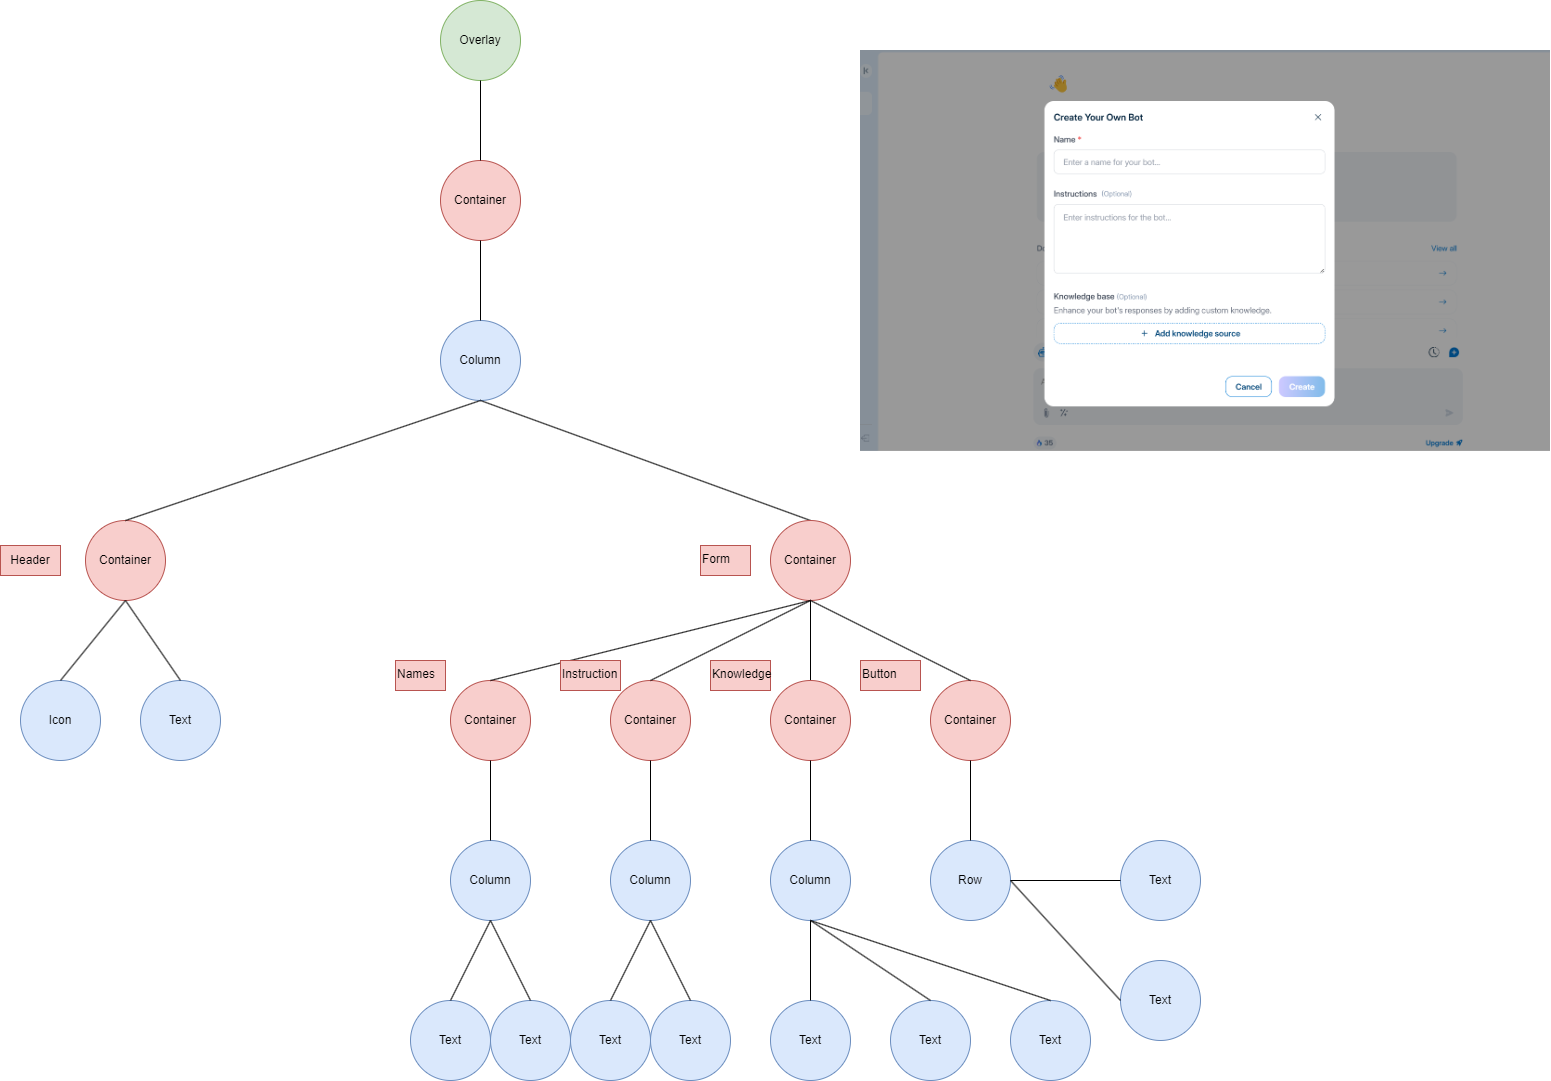 Overlay
Container
Column
Header
Container
Form
Container
Icon
Text
Names
Instruction
Knowledge
Button
Container
Container
Container
Container
Column
Column
Column
Row
Text
Text
Text
Text
Text
Text
Text
Text
Text
Text
Create Your Own Bot
Name *
Enter a name for your bot...
Instructions (Optional)
Enter instructions for the bot...
Knowledge base (Optional)
Enhance your bot's responses by adding custom knowledge.
+ Add knowledge source
Cancel
Create
View all
35
Upgrade